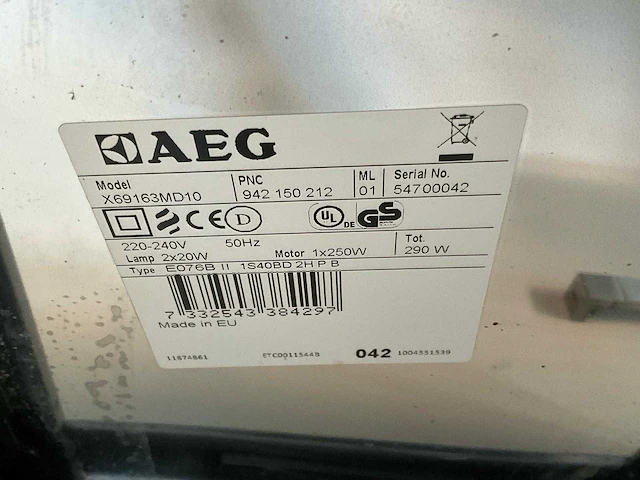 AEG
Model X69163MD10 PNC 942 150 212 ML 01 Serial No. 54700042
CE D UL DE GS
220-240V 50Hz
Lamp 2x20W Motor 1x250W Tot. 290 W
Type E076B II 1S40BD 2H P B
7 332543 384297
Made in EU
11874861 ETC00115448 042 1004551539